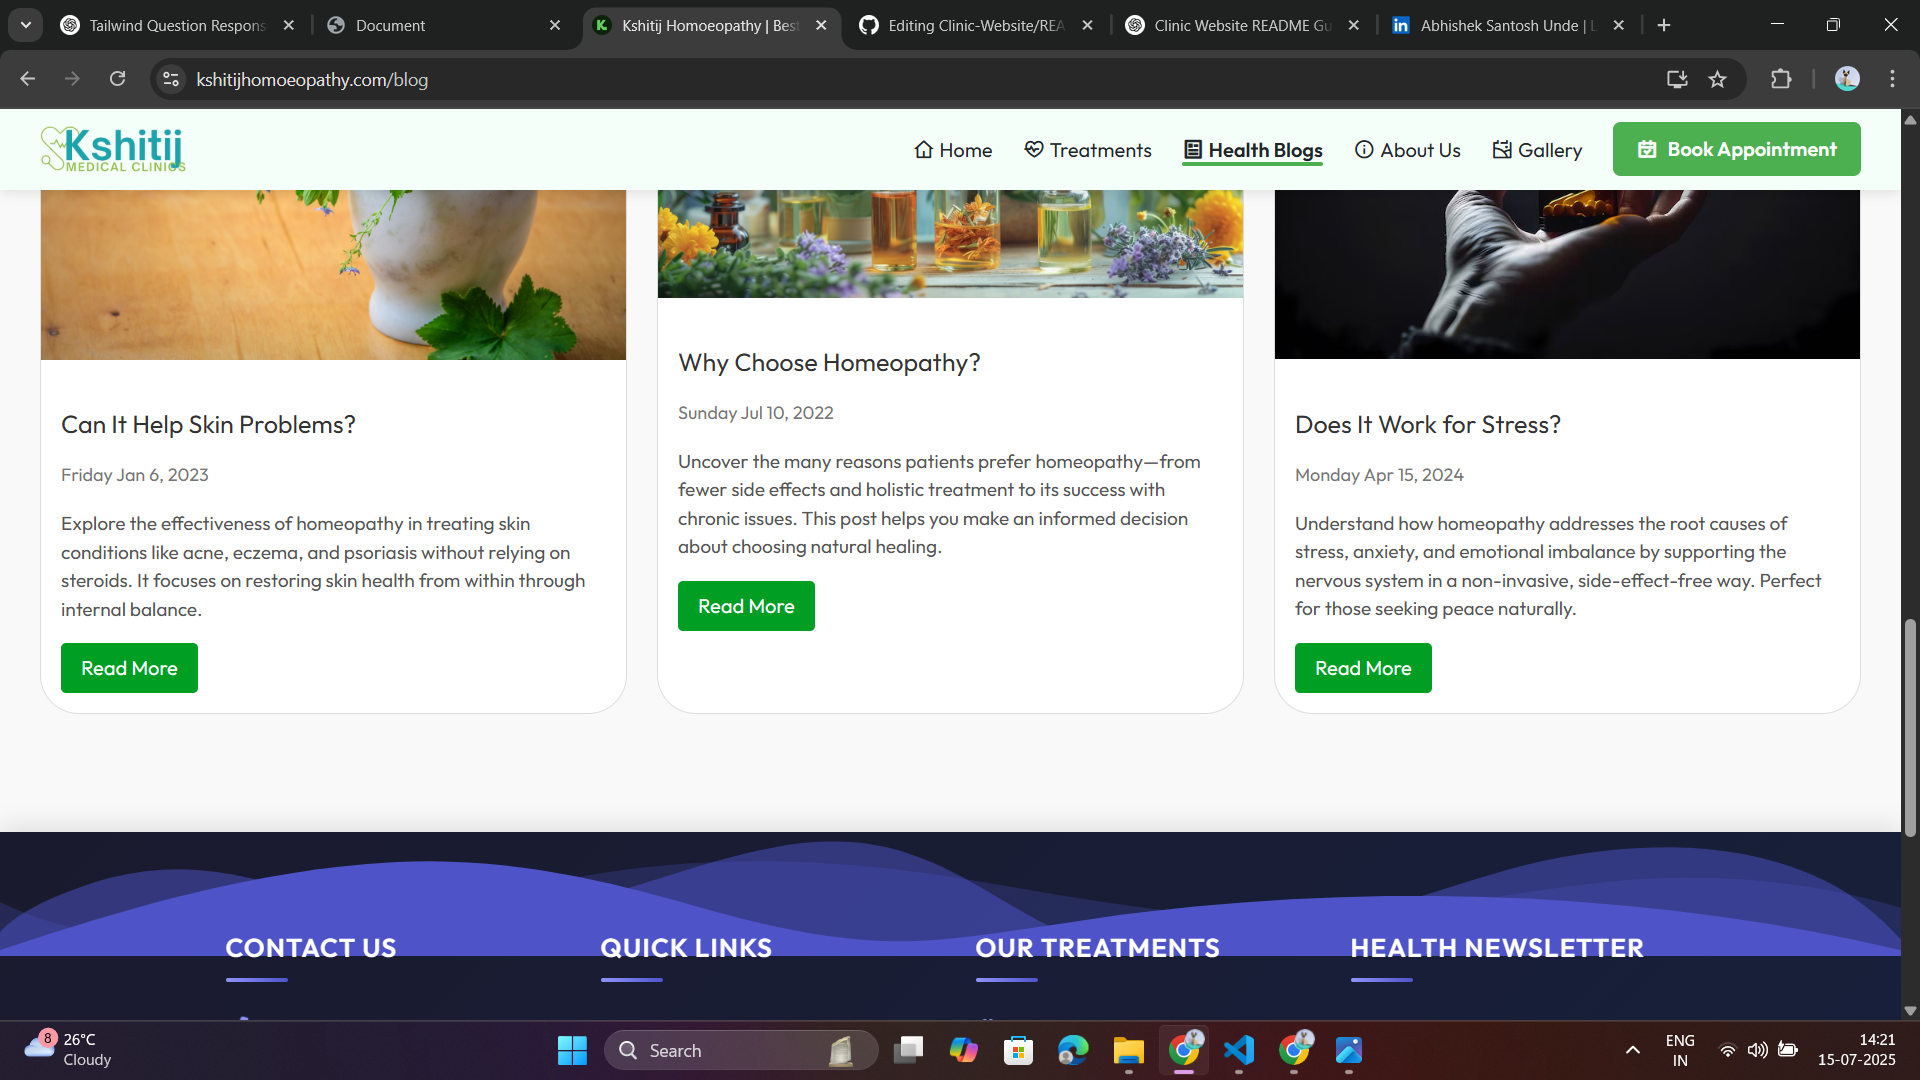 Tailwind Question Respons
Document
Kshitij Homoeopathy | Best
Editing Clinic-Website/REA
Clinic Website README Gu
Abhishek Santosh Unde | L
kshitijhomoeopathy.com/blog
Kshitij
MEDICAL CLINICS
Home
Treatments
Health Blogs
About Us
Gallery
Book Appointment
Can It Help Skin Problems?
Friday Jan 6, 2023
Explore the effectiveness of homeopathy in treating skin
conditions like acne, eczema, and psoriasis without relying on
steroids. It focuses on restoring skin health from within through
internal balance.
Read More
Why Choose Homeopathy?
Sunday Jul 10, 2022
Uncover the many reasons patients prefer homeopathy—from
fewer side effects and holistic treatment to its success with
chronic issues. This post helps you make an informed decision
about choosing natural healing.
Read More
Does It Work for Stress?
Monday Apr 15, 2024
Understand how homeopathy addresses the root causes of
stress, anxiety, and emotional imbalance by supporting the
nervous system in a non-invasive, side-effect-free way. Perfect
for those seeking peace naturally.
Read More
CONTACT US
QUICK LINKS
OUR TREATMENTS
HEALTH NEWSLETTER
8
26°C
Cloudy
Search
ENG
IN
14:21
15-07-2025